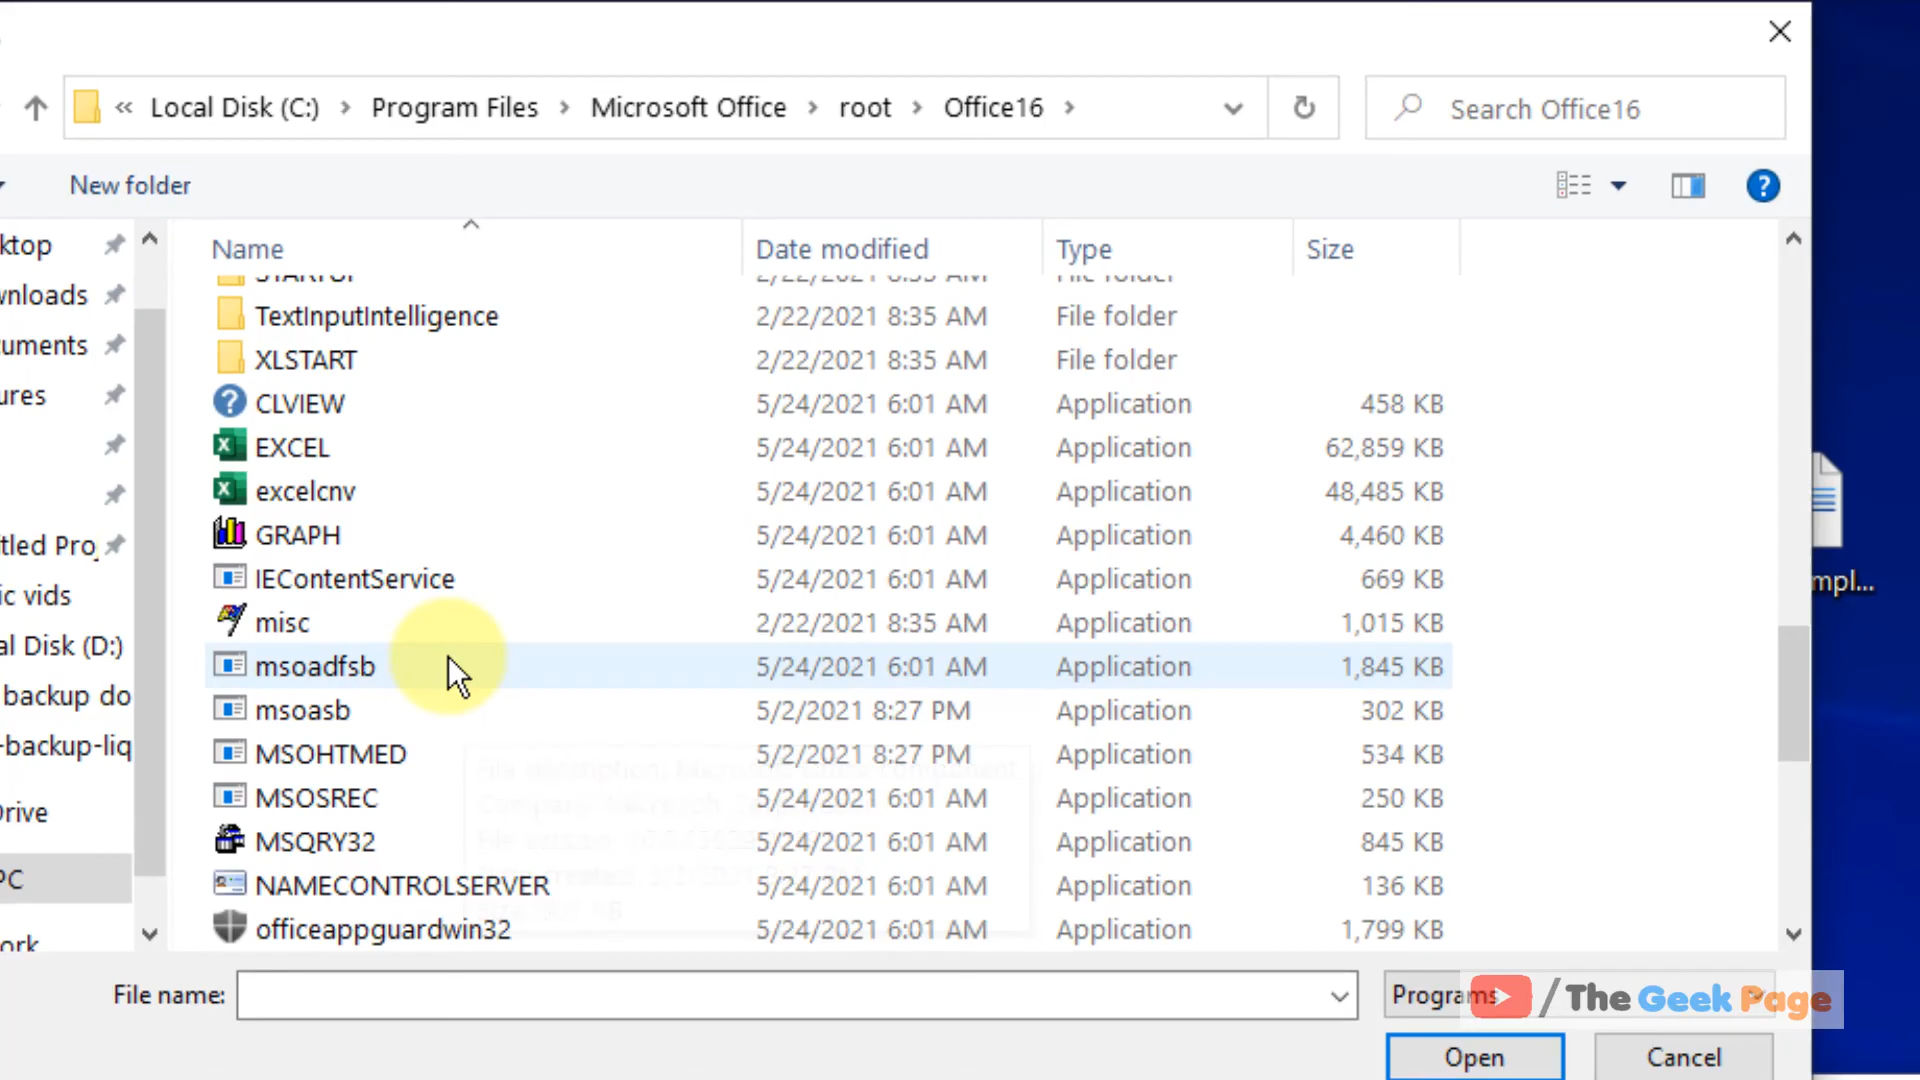 « Local Disk (C:) > Program Files > Microsoft Office > root > Office16 >
Search Office16
New folder
?
Name Date modified Type Size
TextInputIntelligence 2/22/2021 8:35 AM File folder
XLSTART 2/22/2021 8:35 AM File folder
CLVIEW 5/24/2021 6:01 AM Application 458 KB
EXCEL 5/24/2021 6:01 AM Application 62,859 KB
excelcnv 5/24/2021 6:01 AM Application 48,485 KB
GRAPH 5/24/2021 6:01 AM Application 4,460 KB
IEContentService 5/24/2021 6:01 AM Application 669 KB
misc 2/22/2021 8:35 AM Application 1,015 KB
msoadfsb 5/24/2021 6:01 AM Application 1,845 KB
msoasb 5/2/2021 8:27 PM Application 302 KB
MSOHTMED 5/2/2021 8:27 PM Application 534 KB
MSOSREC 5/24/2021 6:01 AM Application 250 KB
MSQRY32 5/24/2021 6:01 AM Application 845 KB
NAMECONTROLSERVER 5/24/2021 6:01 AM Application 136 KB
officeappguardwin32 5/24/2021 6:01 AM Application 1,799 KB
ktop
wnloads
cuments
ures
tled Proj
ic vids
al Disk (D:)
backup do
-backup-liq
Drive
PC
ork
mpl...
File name:
Programs
/ The Geek Page
Open Cancel